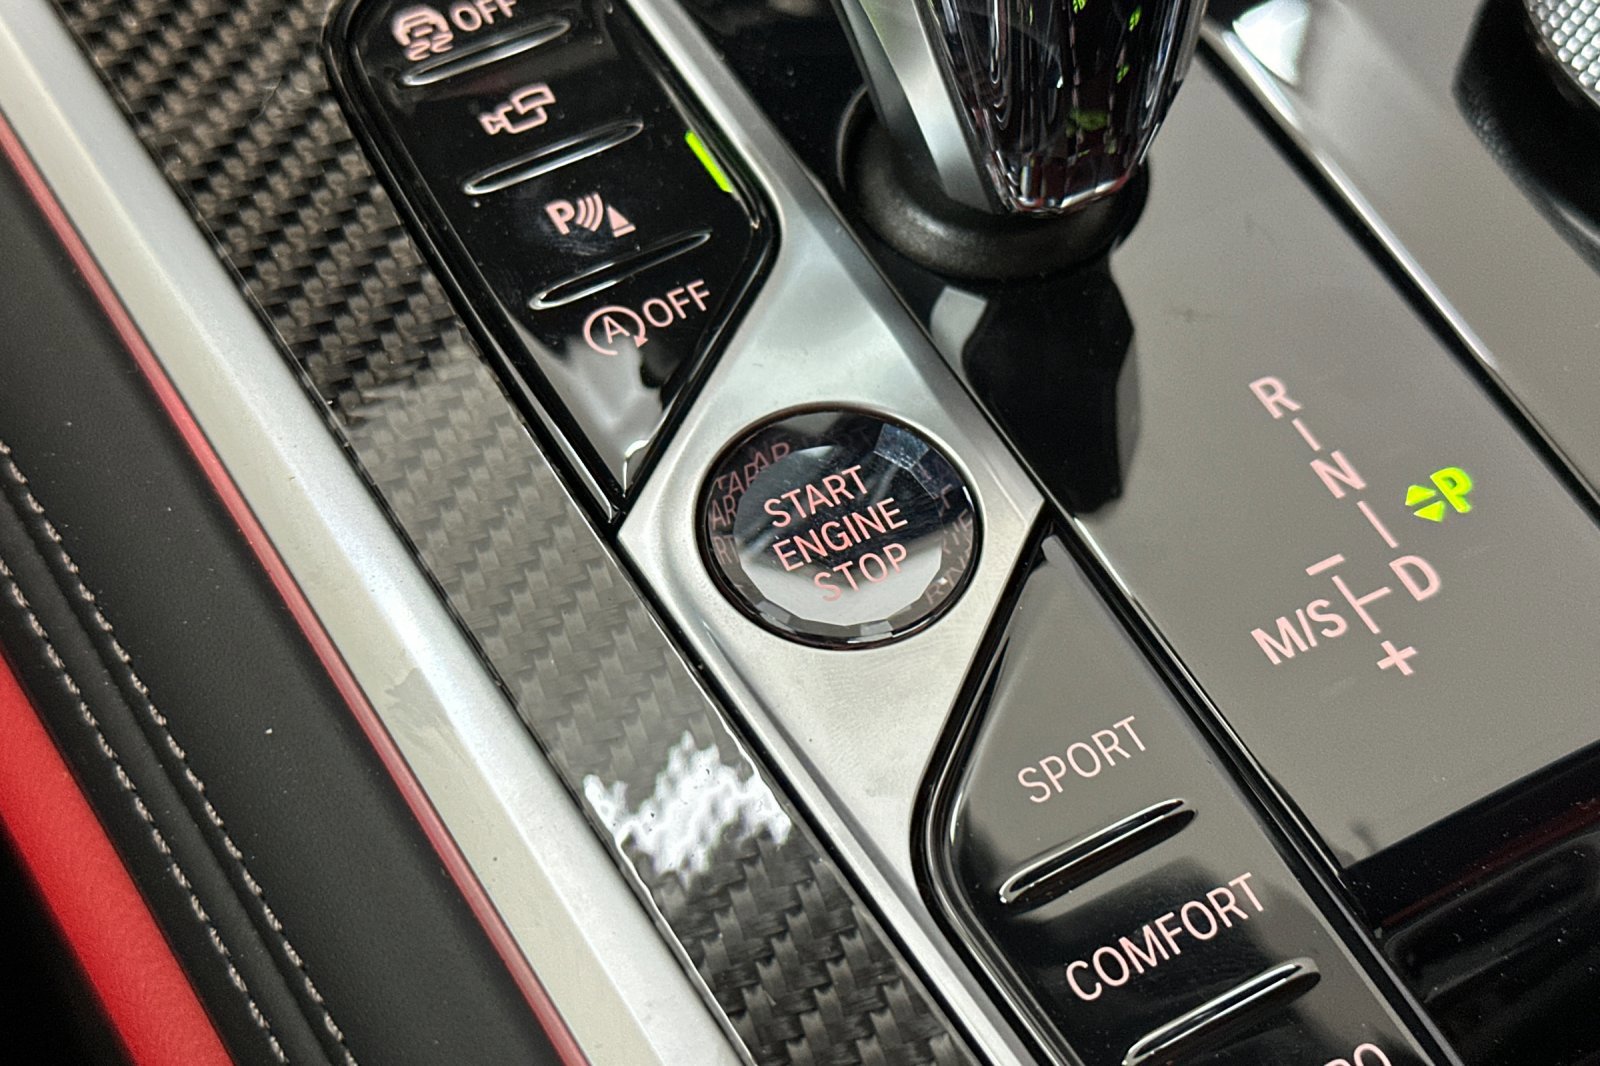 OFF
P
A OFF
START
ENGINE
STOP
R
N
P
D
M/S
+
SPORT
COMFORT